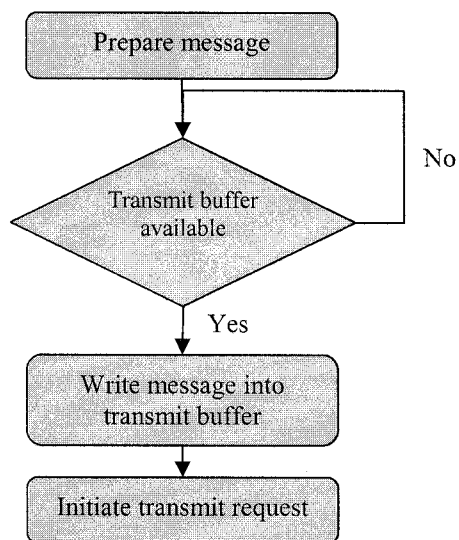 Prepare message
No
Transmit buffer
available
Yes
Write message into
transmit buffer
Initiate transmit request